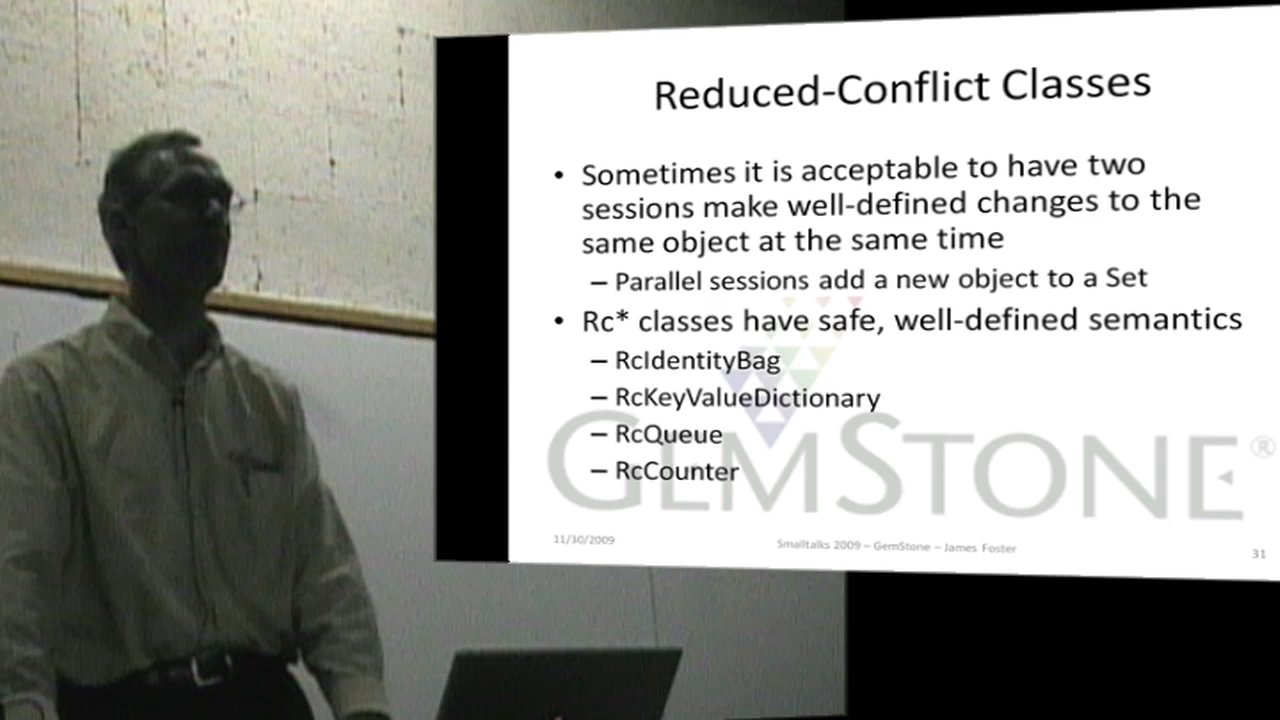 Reduced-Conflict Classes
• Sometimes it is acceptable to have two
sessions make well-defined changes to the
same object at the same time
– Parallel sessions add a new object to a Set
• Rc* classes have safe, well-defined semantics
– RcIdentityBag
– RcKeyValueDictionary
– RcQueue
– RcCounter
GEMSTONE®
11/30/2009
Smalltalks 2009 – GemStone – James Foster
31